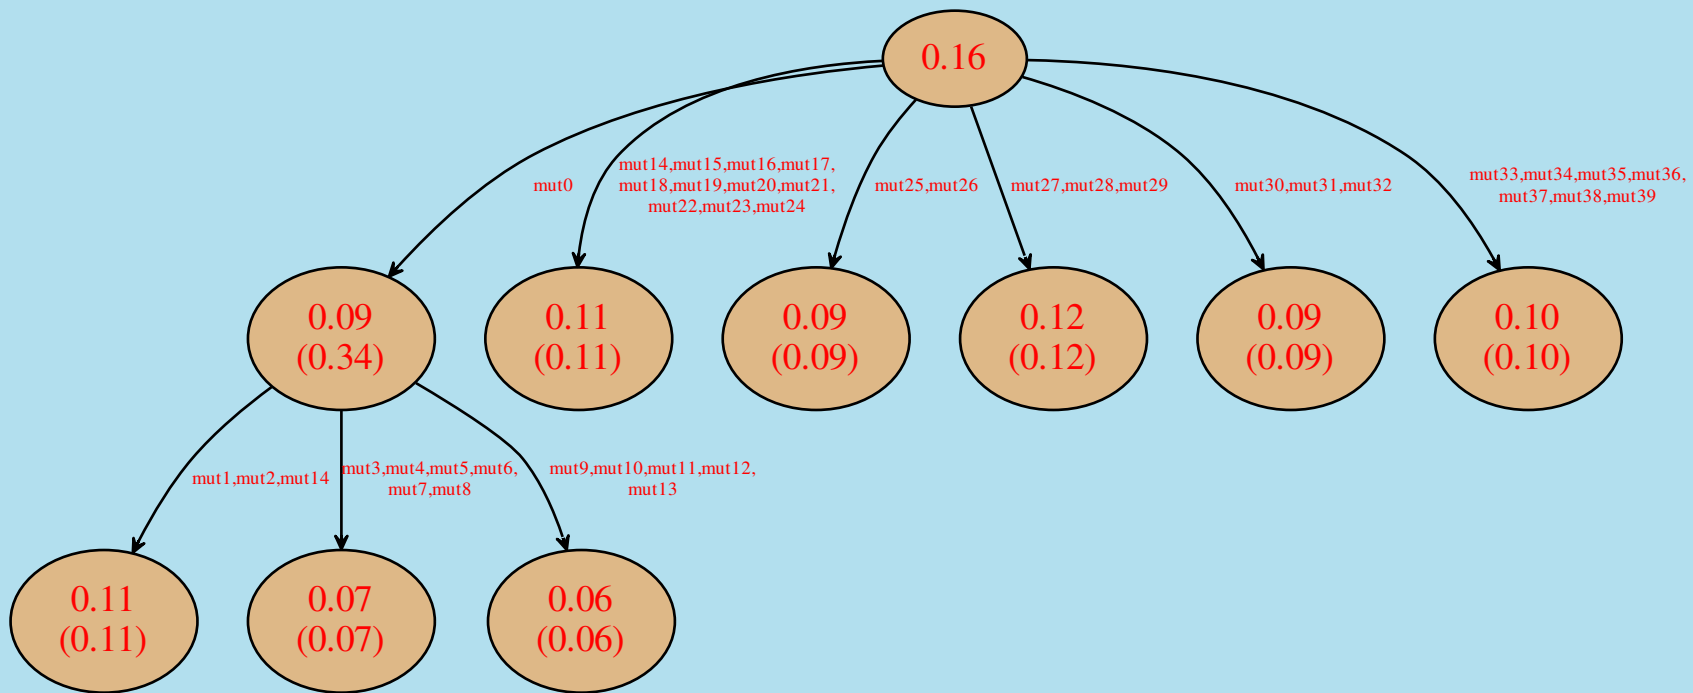 0.16
mut0
mut14,mut15,mut16,mut17,
mut18,mut19,mut20,mut21,
mut22,mut23,mut24
mut25,mut26
mut27,mut28,mut29
mut30,mut31,mut32
mut33,mut34,mut35,mut36,
mut37,mut38,mut39
0.09
(0.34)
0.11
(0.11)
0.09
(0.09)
0.12
(0.12)
0.09
(0.09)
0.10
(0.10)
mut1,mut2,mut14
mut3,mut4,mut5,mut6,
mut7,mut8
mut9,mut10,mut11,mut12,
mut13
0.11
(0.11)
0.07
(0.07)
0.06
(0.06)